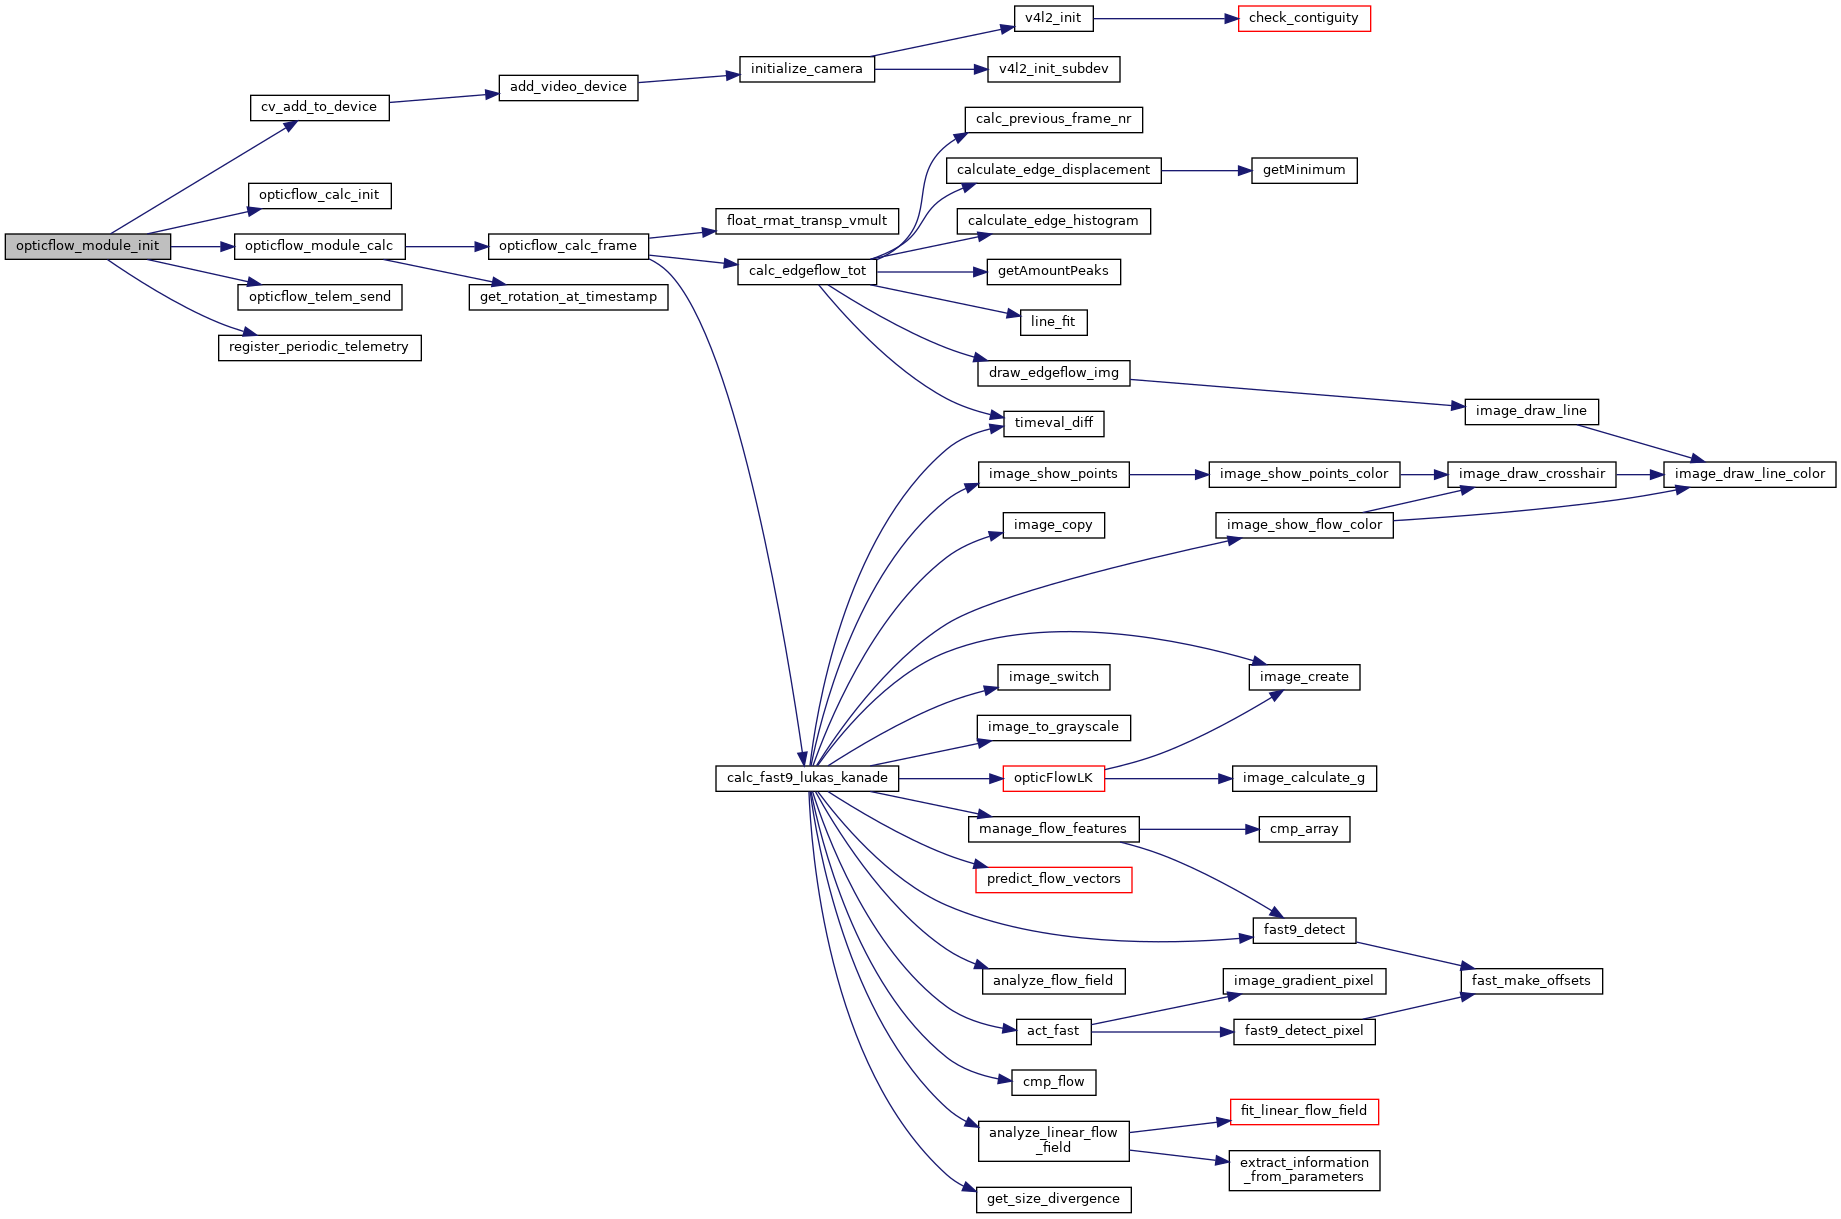 v4l2_init
check_contiguity
initialize_camera
v4l2_init_subdev
add_video_device
cv_add_to_device
calc_previous_frame_nr
calculate_edge_displacement
getMinimum
opticflow_calc_init
float_rmat_transp_vmult
calculate_edge_histogram
opticflow_module_init
opticflow_module_calc
opticflow_calc_frame
calc_edgeflow_tot
getAmountPeaks
opticflow_telem_send
get_rotation_at_timestamp
line_fit
register_periodic_telemetry
draw_edgeflow_img
image_draw_line
timeval_diff
image_show_points
image_show_points_color
image_draw_crosshair
image_draw_line_color
image_copy
image_show_flow_color
image_switch
image_create
image_to_grayscale
calc_fast9_lukas_kanade
opticFlowLK
image_calculate_g
manage_flow_features
cmp_array
predict_flow_vectors
fast9_detect
analyze_flow_field
image_gradient_pixel
fast_make_offsets
act_fast
fast9_detect_pixel
cmp_flow
fit_linear_flow_field
analyze_linear_flow
_field
extract_information
_from_parameters
get_size_divergence